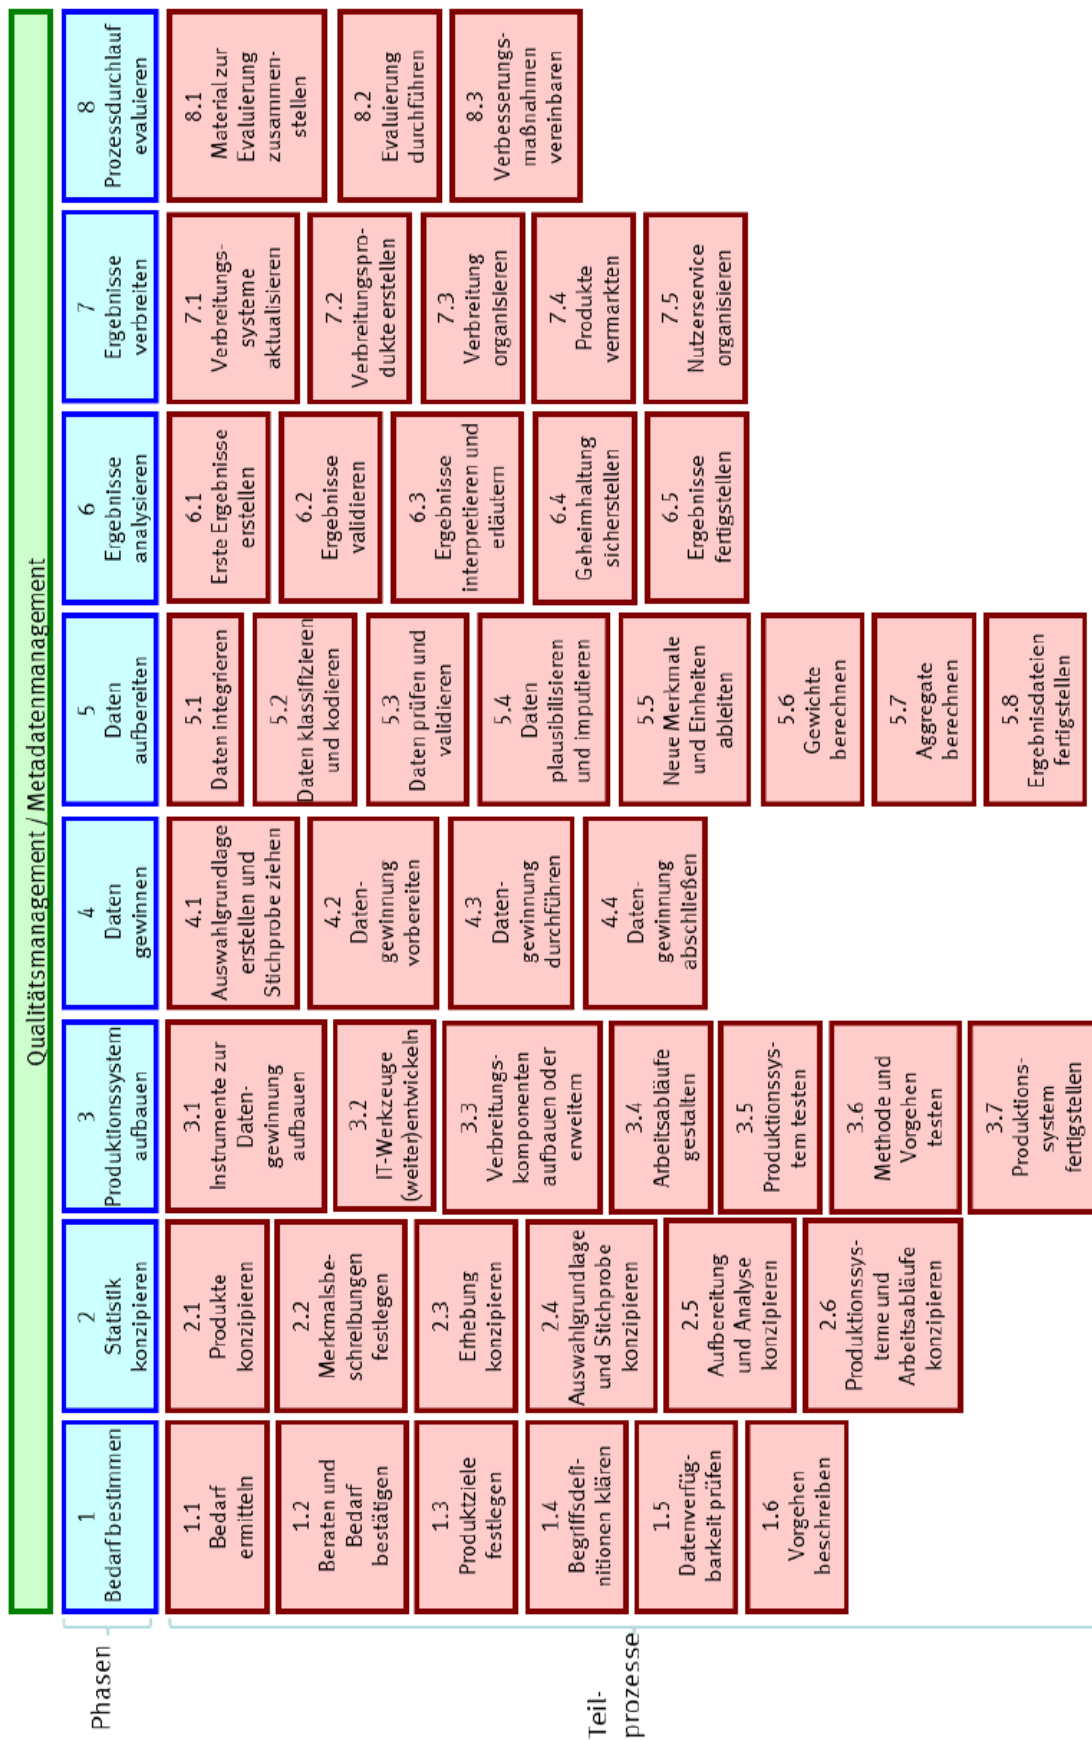 Qualitätsmanagement / Metadatenmanagement
Phasen
1
Bedarf bestimmen
2
Statistik
konzipieren
3
Produktionssystem
aufbauen
4
Daten
gewinnen
5
Daten
aufbereiten
6
Ergebnisse
analysieren
7
Ergebnisse
verbreiten
8
Prozessdurchlauf
evaluieren
Teil-
prozesse
1.1
Bedarf
ermitteln
1.2
Beraten und
Bedarf
bestätigen
1.3
Produktziele
festlegen
1.4
Begriffsdefi-
nitionen klären
1.5
Datenverfüg-
barkeit prüfen
1.6
Vorgehen
beschreiben
2.1
Produkte
konzipieren
2.2
Merkmalsbe-
schreibungen
festlegen
2.3
Erhebung
konzipieren
2.4
Auswahlgrundlage
und Stichprobe
konzipieren
2.5
Aufbereitung
und Analyse
konzipieren
2.6
Produktionssys-
teme und
Arbeitsabläufe
konzipieren
3.1
Instrumente zur
Daten-
gewinnung
aufbauen
3.2
IT-Werkzeuge
(weiter)entwickeln
3.3
Verbreitungs-
komponenten
aufbauen oder
erweitern
3.4
Arbeitsabläufe
gestalten
3.5
Produktionssys-
tem testen
3.6
Methode und
Vorgehen
testen
3.7
Produktions-
system
fertigstellen
4.1
Auswahlgrundlage
erstellen und
Stichprobe ziehen
4.2
Daten-
gewinnung
vorbereiten
4.3
Daten-
gewinnung
durchführen
4.4
Daten-
gewinnung
abschließen
5.1
Daten integrieren
5.2
Daten klassifizieren
und kodieren
5.3
Daten prüfen und
validieren
5.4
Daten
plausibilisieren
und imputieren
5.5
Neue Merkmale
und Einheiten
ableiten
5.6
Gewichte
berechnen
5.7
Aggregate
berechnen
5.8
Ergebnisdateien
fertigstellen
6.1
Erste Ergebnisse
erstellen
6.2
Ergebnisse
validieren
6.3
Ergebnisse
interpretieren und
erläutern
6.4
Geheimhaltung
sicherstellen
6.5
Ergebnisse
fertigstellen
7.1
Verbreitungs-
systeme
aktualisieren
7.2
Verbreitungspro-
dukte erstellen
7.3
Verbreitung
organisieren
7.4
Produkte
vermarkten
7.5
Nutzerservice
organisieren
8.1
Material zur
Evaluierung
zusammen-
stellen
8.2
Evaluierung
durchführen
8.3
Verbesserungs-
maßnahmen
vereinbaren